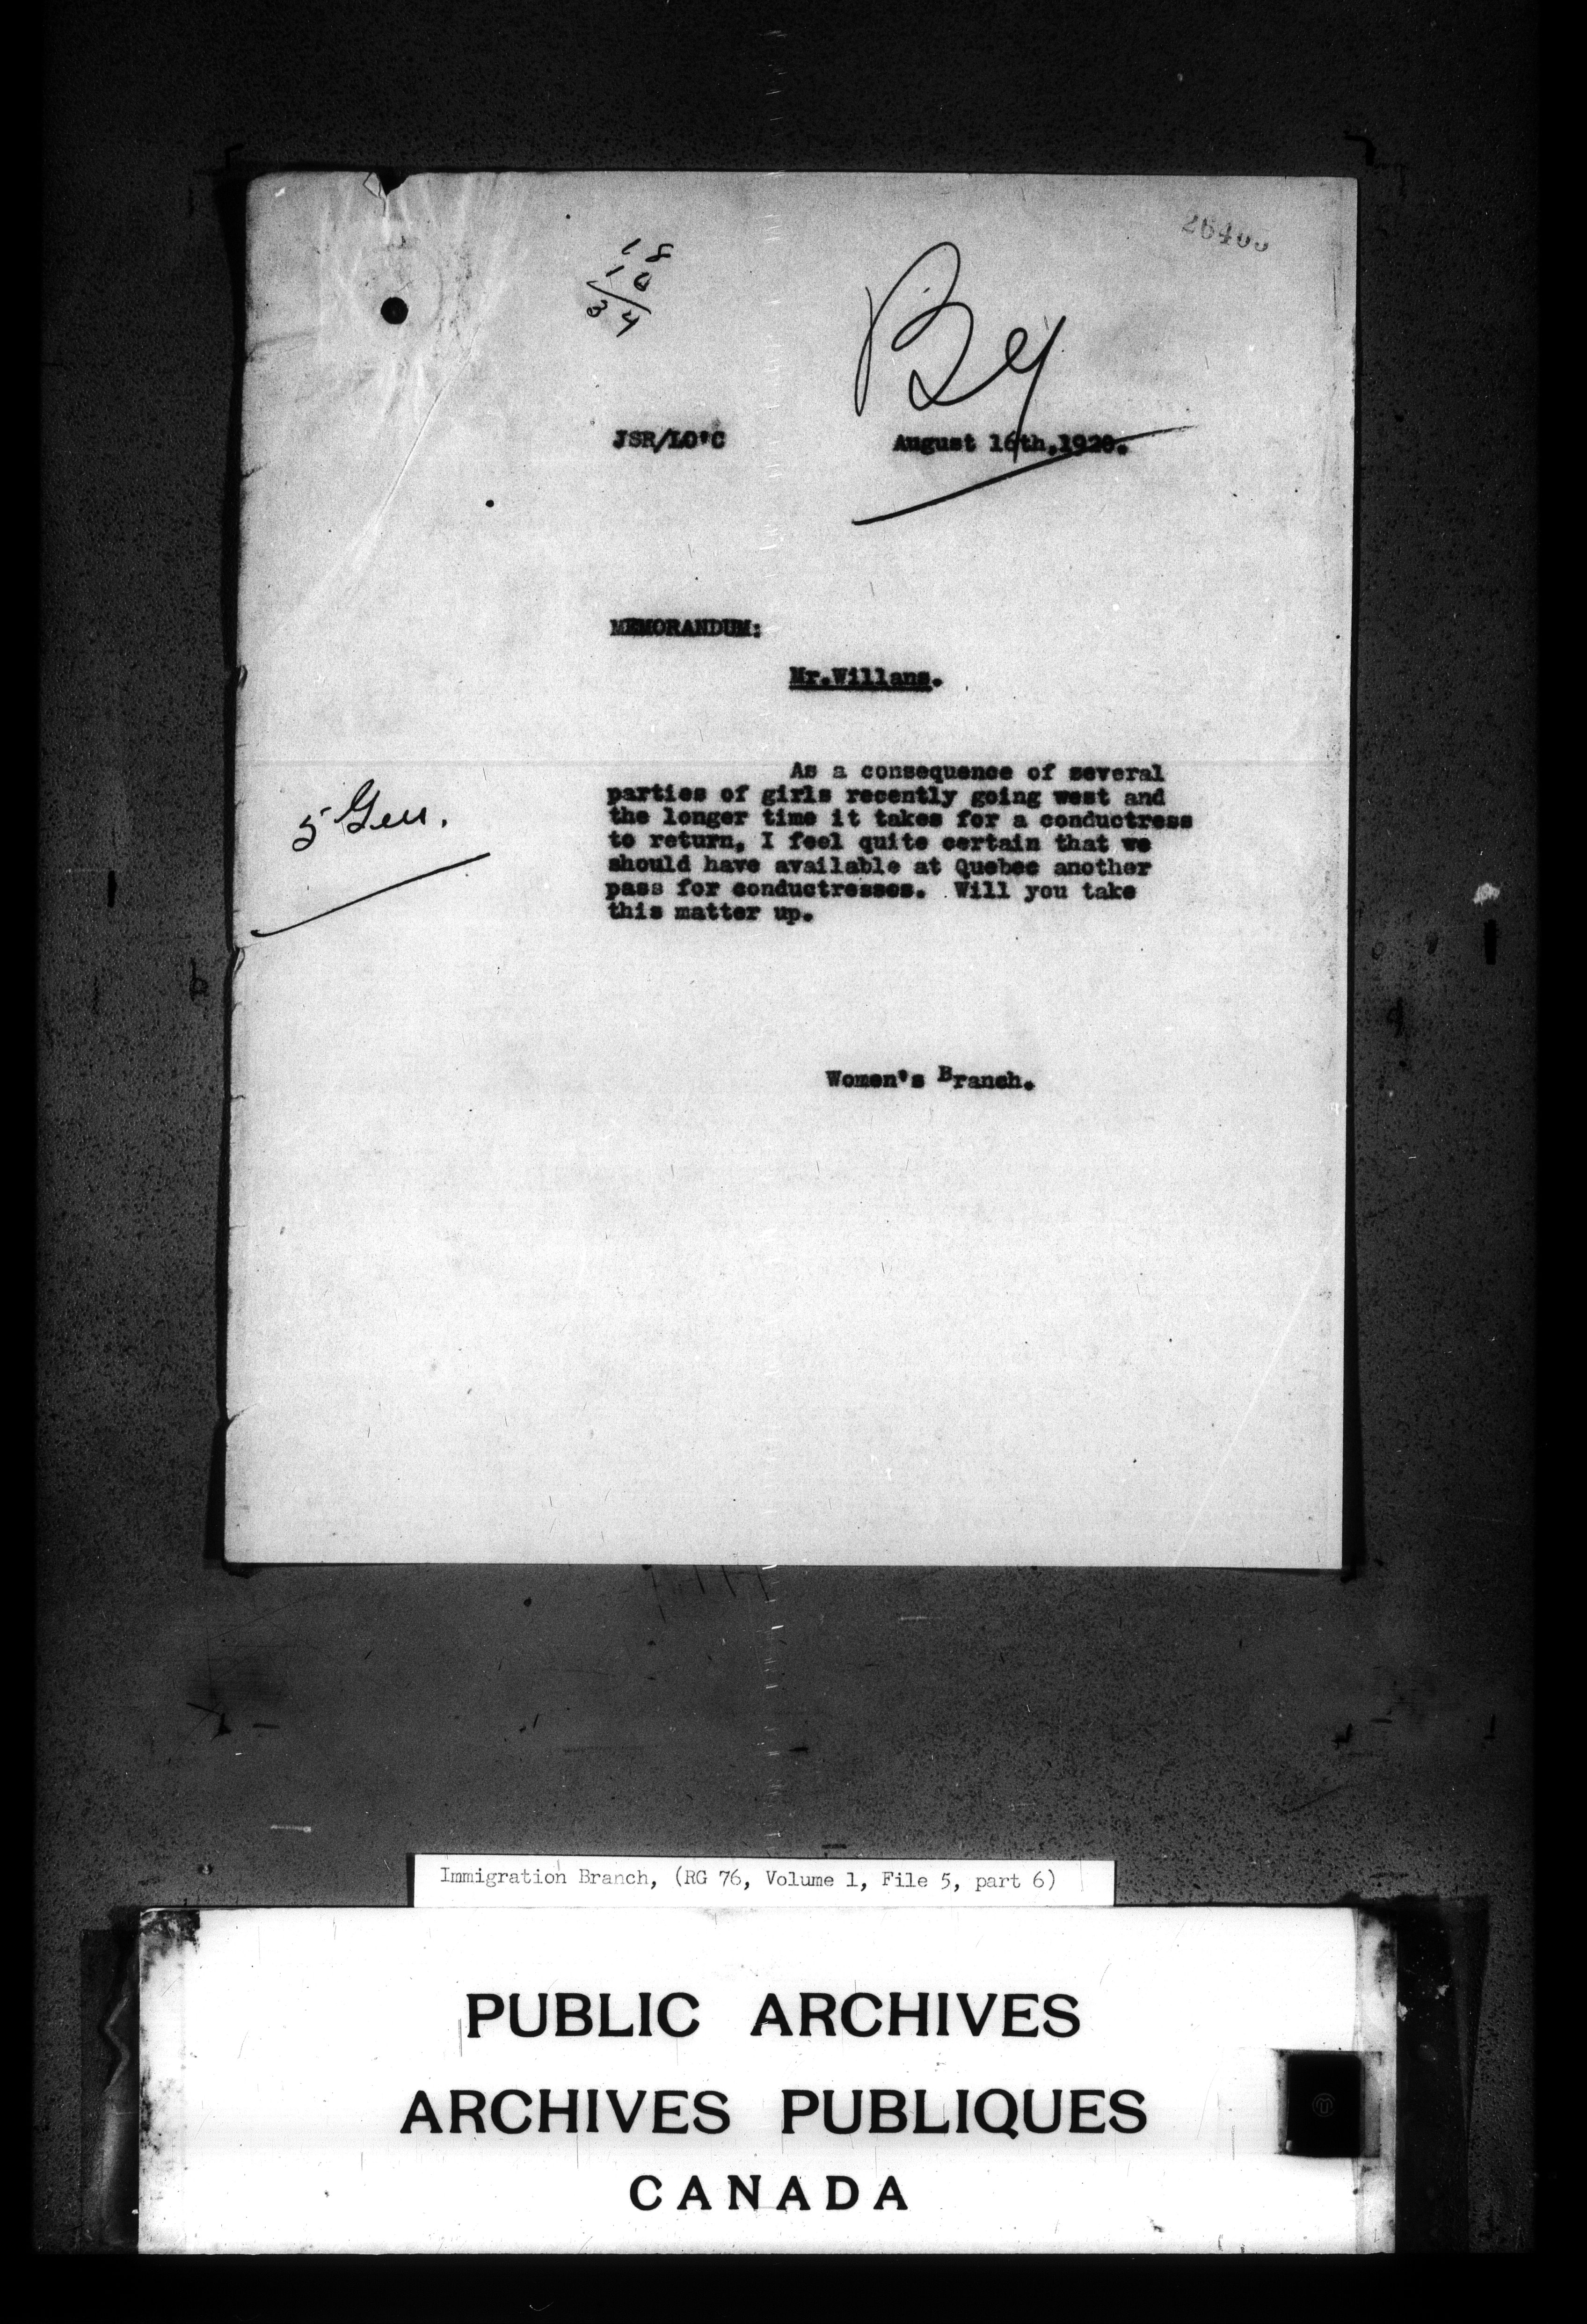 18
16
34
By
JSR/LO'C
August 16th,1920.
MEMORANDUM:
Mr.Willans.
5 Gen.
As a consequence of several
parties of girls recently going west and
the longer time it takes for a conductress
to return, I feel quite certain that we
should have available at Quebec another
pass for conductresses. Will you take
this matter up.
Women's Branch.
Immigration Branch, (RG 76, Volume 1, File 5, part 6)
PUBLIC ARCHIVES
ARCHIVES PUBLIQUES
CANADA